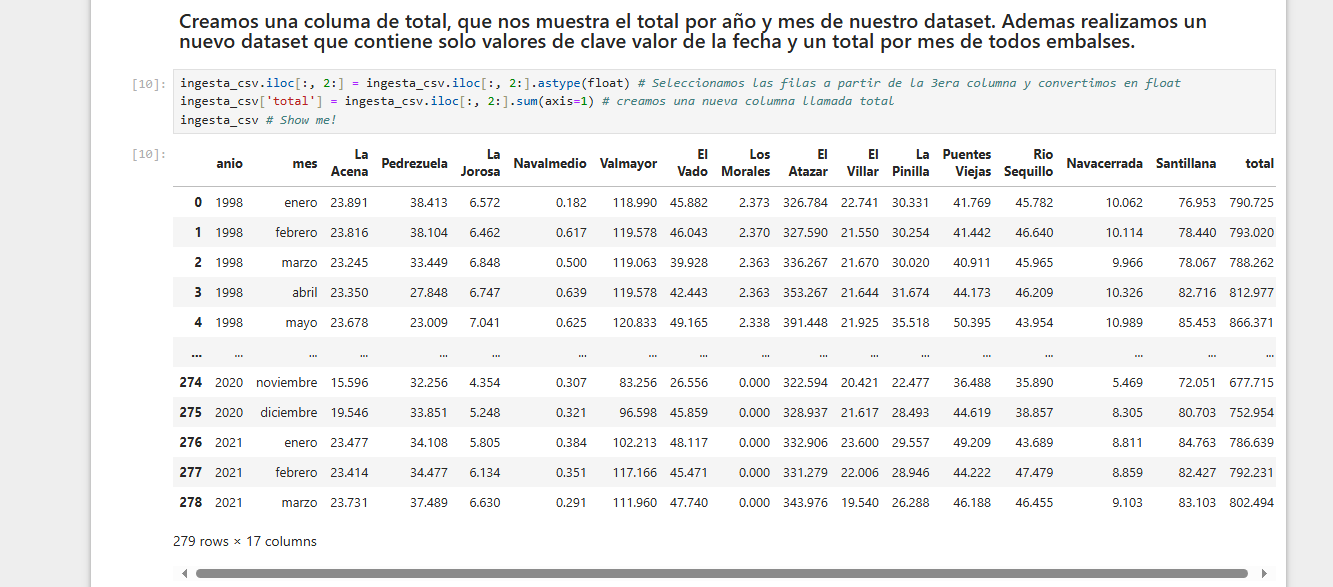 Creamos una columa de total, que nos muestra el total por año y mes de nuestro dataset. Ademas realizamos un
nuevo dataset que contiene solo valores de clave valor de la fecha y un total por mes de todos embalses.
[10]: ingesta_csv.iloc[:, 2:] = ingesta_csv.iloc[:, 2:].astype(float) # Seleccionamos las filas a partir de la 3era columna y convertimos en float
ingesta_csv['total'] = ingesta_csv.iloc[:, 2:].sum(axis=1) # creamos una nueva columna llamada total
ingesta_csv # Show me!
[10]:
anio mes La Acena Pedrezuela La Jorosa Navalmedio Valmayor El Vado Los Morales El Atazar El Villar La Pinilla Puentes Viejas Rio Sequillo Navacerrada Santillana total
0 1998 enero 23.891 38.413 6.572 0.182 118.990 45.882 2.373 326.784 22.741 30.331 41.769 45.782 10.062 76.953 790.725
1 1998 febrero 23.816 38.104 6.462 0.617 119.578 46.043 2.370 327.590 21.550 30.254 41.442 46.640 10.114 78.440 793.020
2 1998 marzo 23.245 33.449 6.848 0.500 119.063 39.928 2.363 336.267 21.670 30.020 40.911 45.965 9.966 78.067 788.262
3 1998 abril 23.350 27.848 6.747 0.639 119.578 42.443 2.363 353.267 21.644 31.674 44.173 46.209 10.326 82.716 812.977
4 1998 mayo 23.678 23.009 7.041 0.625 120.833 49.165 2.338 391.448 21.925 35.518 50.395 43.954 10.989 85.453 866.371
... ... ... ... ... ... ... ... ... ... ... ... ... ... ... ... ... ...
274 2020 noviembre 15.596 32.256 4.354 0.307 83.256 26.556 0.000 322.594 20.421 22.477 36.488 35.890 5.469 72.051 677.715
275 2020 diciembre 19.546 33.851 5.248 0.321 96.598 45.859 0.000 328.937 21.617 28.493 44.619 38.857 8.305 80.703 752.954
276 2021 enero 23.477 34.108 5.805 0.384 102.213 48.117 0.000 332.906 23.600 29.557 49.209 43.689 8.811 84.763 786.639
277 2021 febrero 23.414 34.477 6.134 0.351 117.166 45.471 0.000 331.279 22.006 28.946 44.222 47.479 8.859 82.427 792.231
278 2021 marzo 23.731 37.489 6.630 0.291 111.960 47.740 0.000 343.976 19.540 26.288 46.188 46.455 9.103 83.103 802.494
279 rows × 17 columns